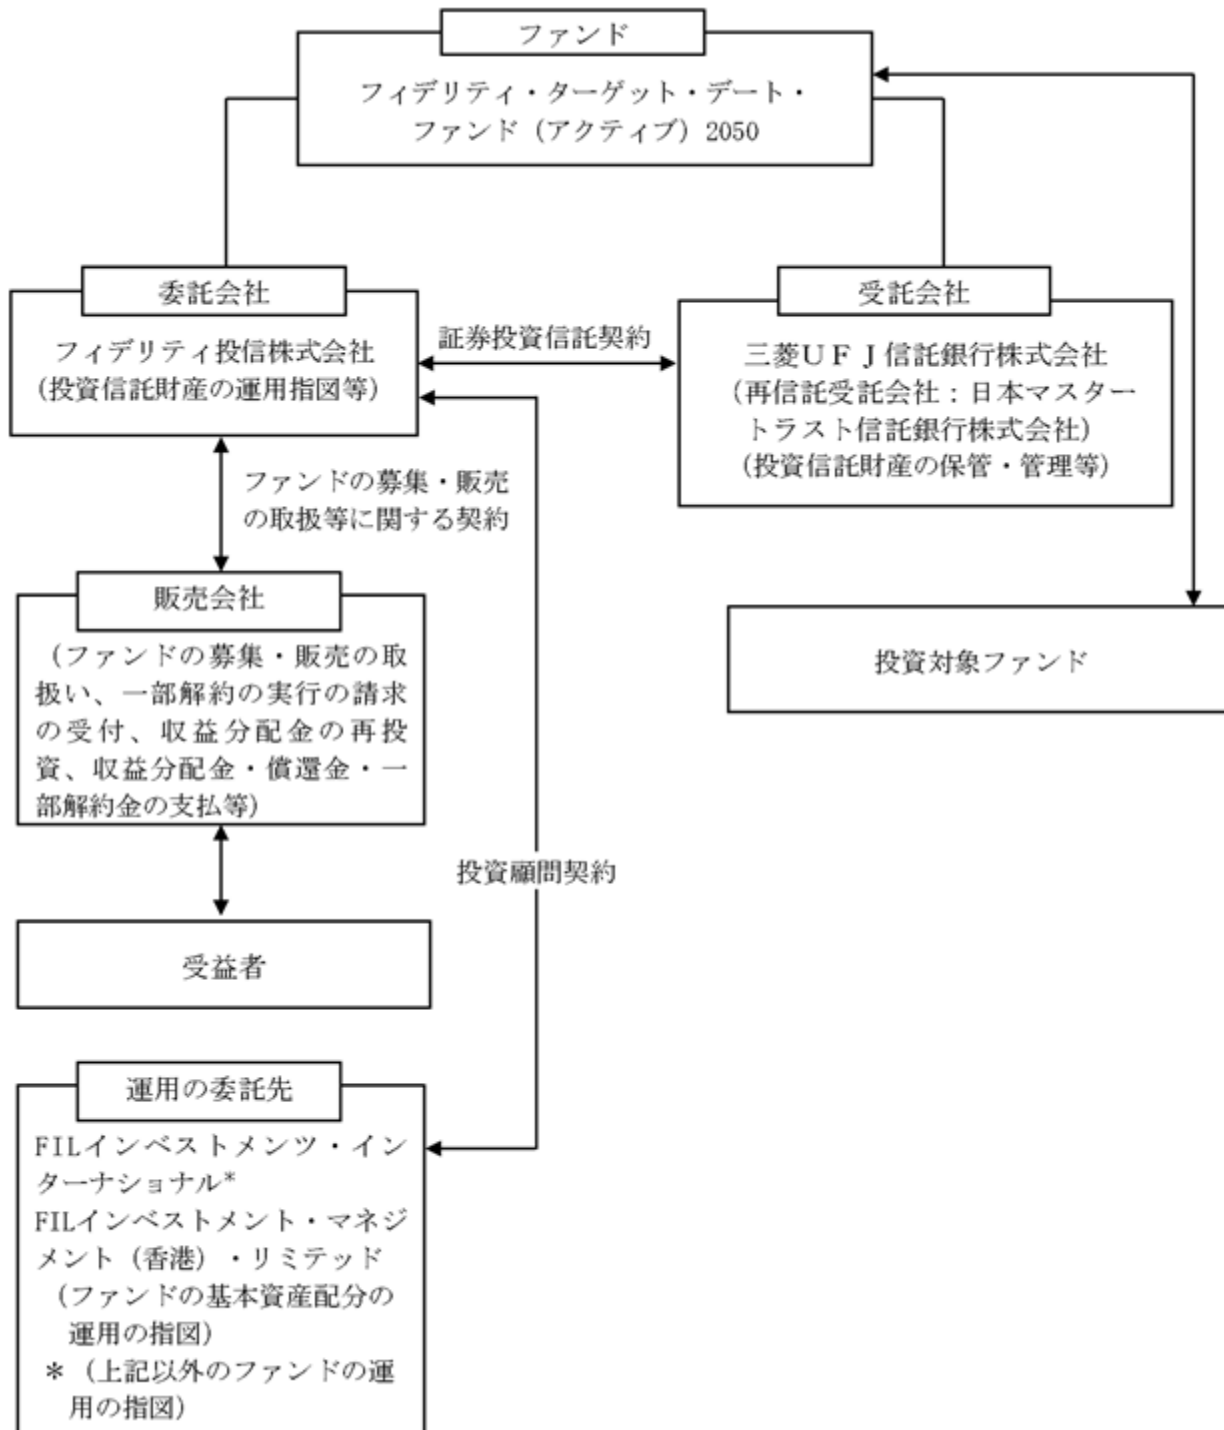 ファンド
フィデリティ・ターゲット・デート・
ファンド（アクティブ）2050
委託会社
フィデリティ投信株式会社
（投資信託財産の運用指図等）
証券投資信託契約
受託会社
三菱ＵＦＪ信託銀行株式会社
（再信託受託会社：日本マスター
トラスト信託銀行株式会社）
（投資信託財産の保管・管理等）
ファンドの募集・販売
の取扱等に関する契約
販売会社
（ファンドの募集・販売の取
扱い、一部解約の実行の請求
の受付、収益分配金の再投
資、収益分配金・償還金・一
部解約金の支払等）
投資対象ファンド
投資顧問契約
受益者
運用の委託先
FILインベストメンツ・イン
ターナショナル*
FILインベストメント・マネジ
メント（香港）・リミテッド
（ファンドの基本資産配分の
運用の指図）
＊（上記以外のファンドの運
用の指図）